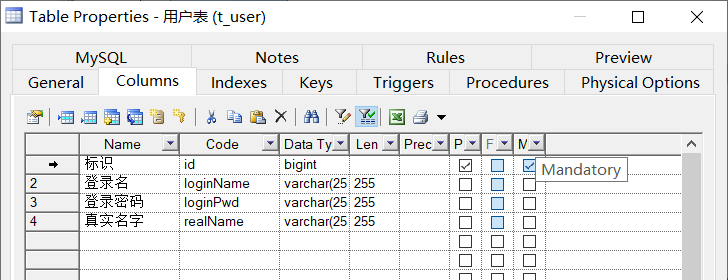 Table Properties - 用户表 (t_user)
MySQL Notes Rules Preview
General Columns Indexes Keys Triggers Procedures Physical Options
Name Code Data Ty Len Prec P F M
标识 id bigint
Mandatory
2 登录名 loginName varchar(25 255
3 登录密码 loginPwd varchar(25 255
4 真实名字 realName varchar(25 255